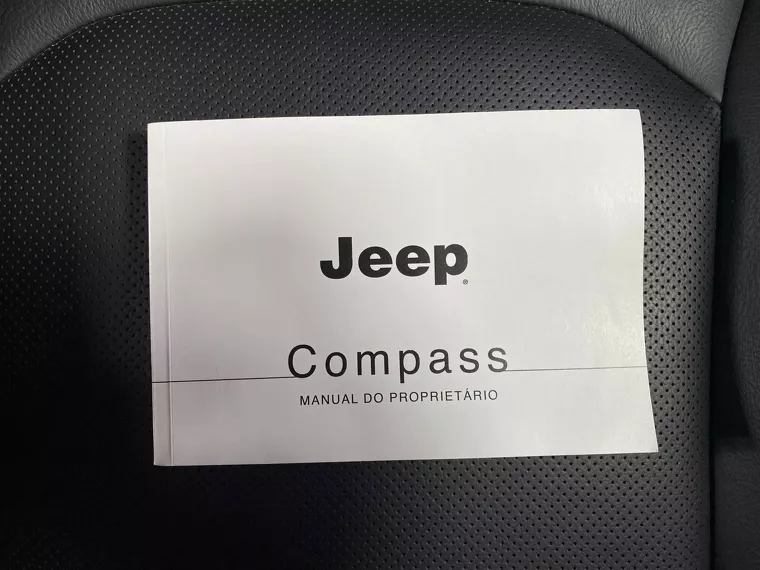 Jeep®
Compass
MANUAL DO PROPRIETÁRIO